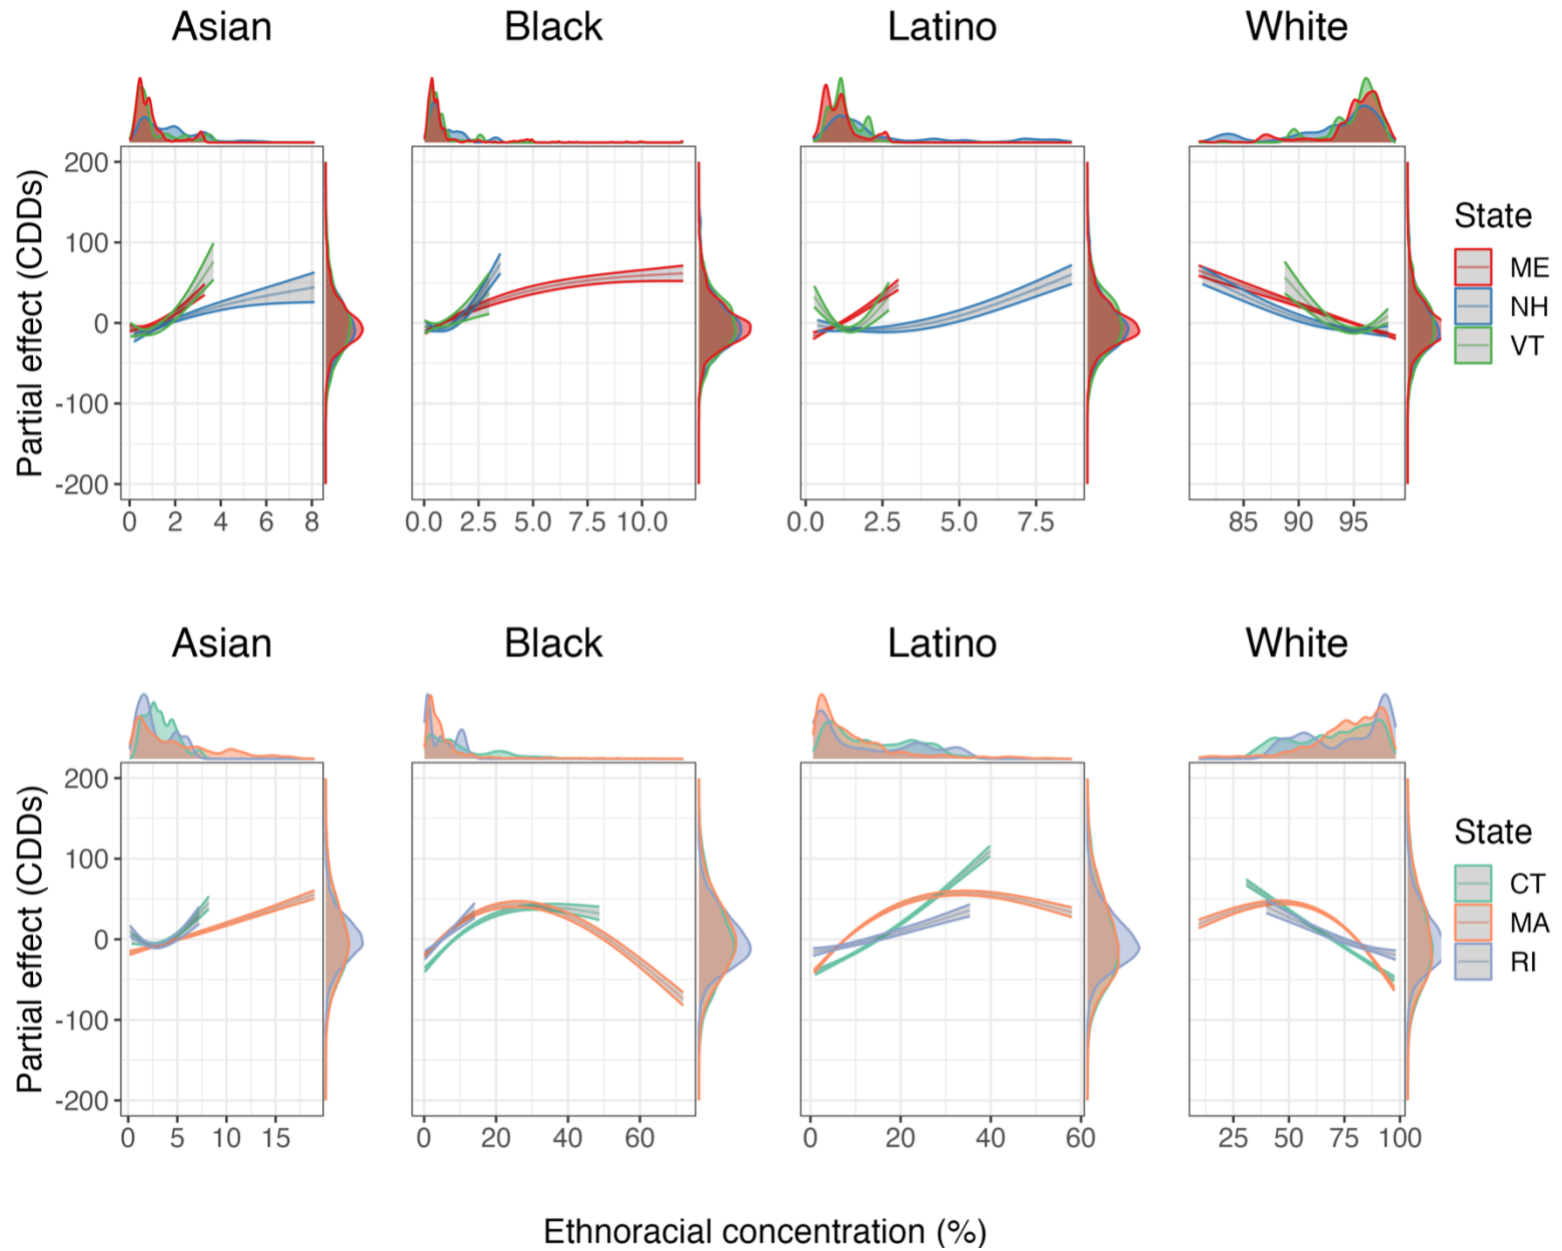 Asian Black Latino White
200
100
0
-100
-200
Partial effect (CDDs)
0 2 4 6 8
0.0 2.5 5.0 7.5 10.0
0.0 2.5 5.0 7.5
85 90 95
State
ME
NH
VT
Asian Black Latino White
200
100
0
-100
-200
Partial effect (CDDs)
0 5 10 15
0 20 40 60
0 20 40 60
25 50 75 100
State
CT
MA
RI
Ethnoracial concentration (%)